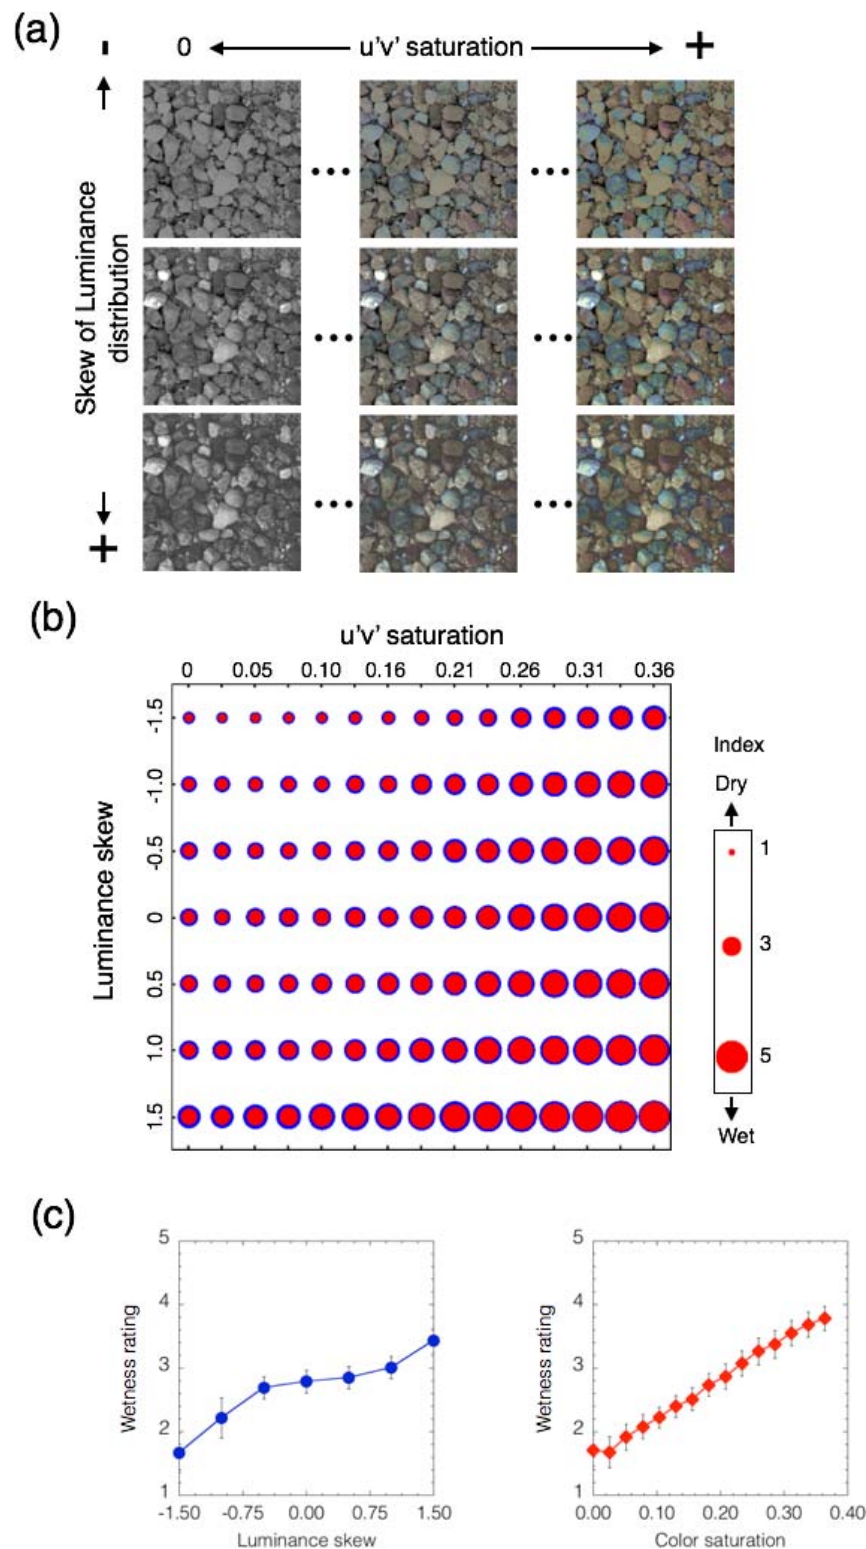 (a)
- 0 u'v' saturation +
Skew of Luminance
distribution
+
(b)
u'v' saturation
0 0.05 0.10 0.16 0.21 0.26 0.31 0.36
Luminance skew
-1.5
-1.0
-0.5
0
0.5
1.0
1.5
Index
Dry
1
3
5
Wet
(c)
Wetness rating
5
4
3
2
1
-1.50 -0.75 0.00 0.75 1.50
Luminance skew
Wetness rating
5
4
3
2
1
0.00 0.10 0.20 0.30 0.40
Color saturation